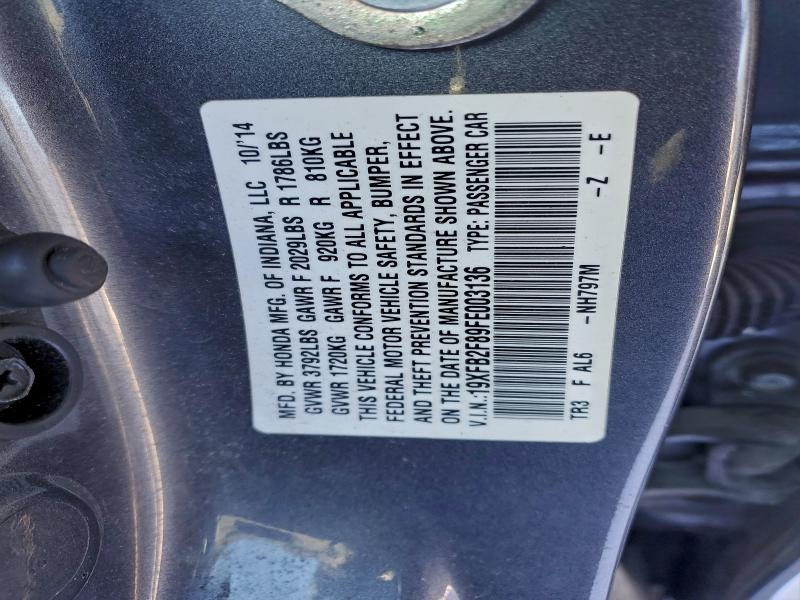 MFD. BY HONDA MFG. OF INDIANA, LLC 10/'14
GVWR 3792LBS GAWR F 2029LBS R 1786LBS
GVWR 1720KG GAWR F 920KG R 810KG
THIS VEHICLE CONFORMS TO ALL APPLICABLE
FEDERAL MOTOR VEHICLE SAFETY, BUMPER,
AND THEFT PREVENTION STANDARDS IN EFFECT
ON THE DATE OF MANUFACTURE SHOWN ABOVE.
V.I.N.:19XFB2F89FE003136 TYPE: PASSENGER CAR
TR3 F AL6 -NH797M -Z -E